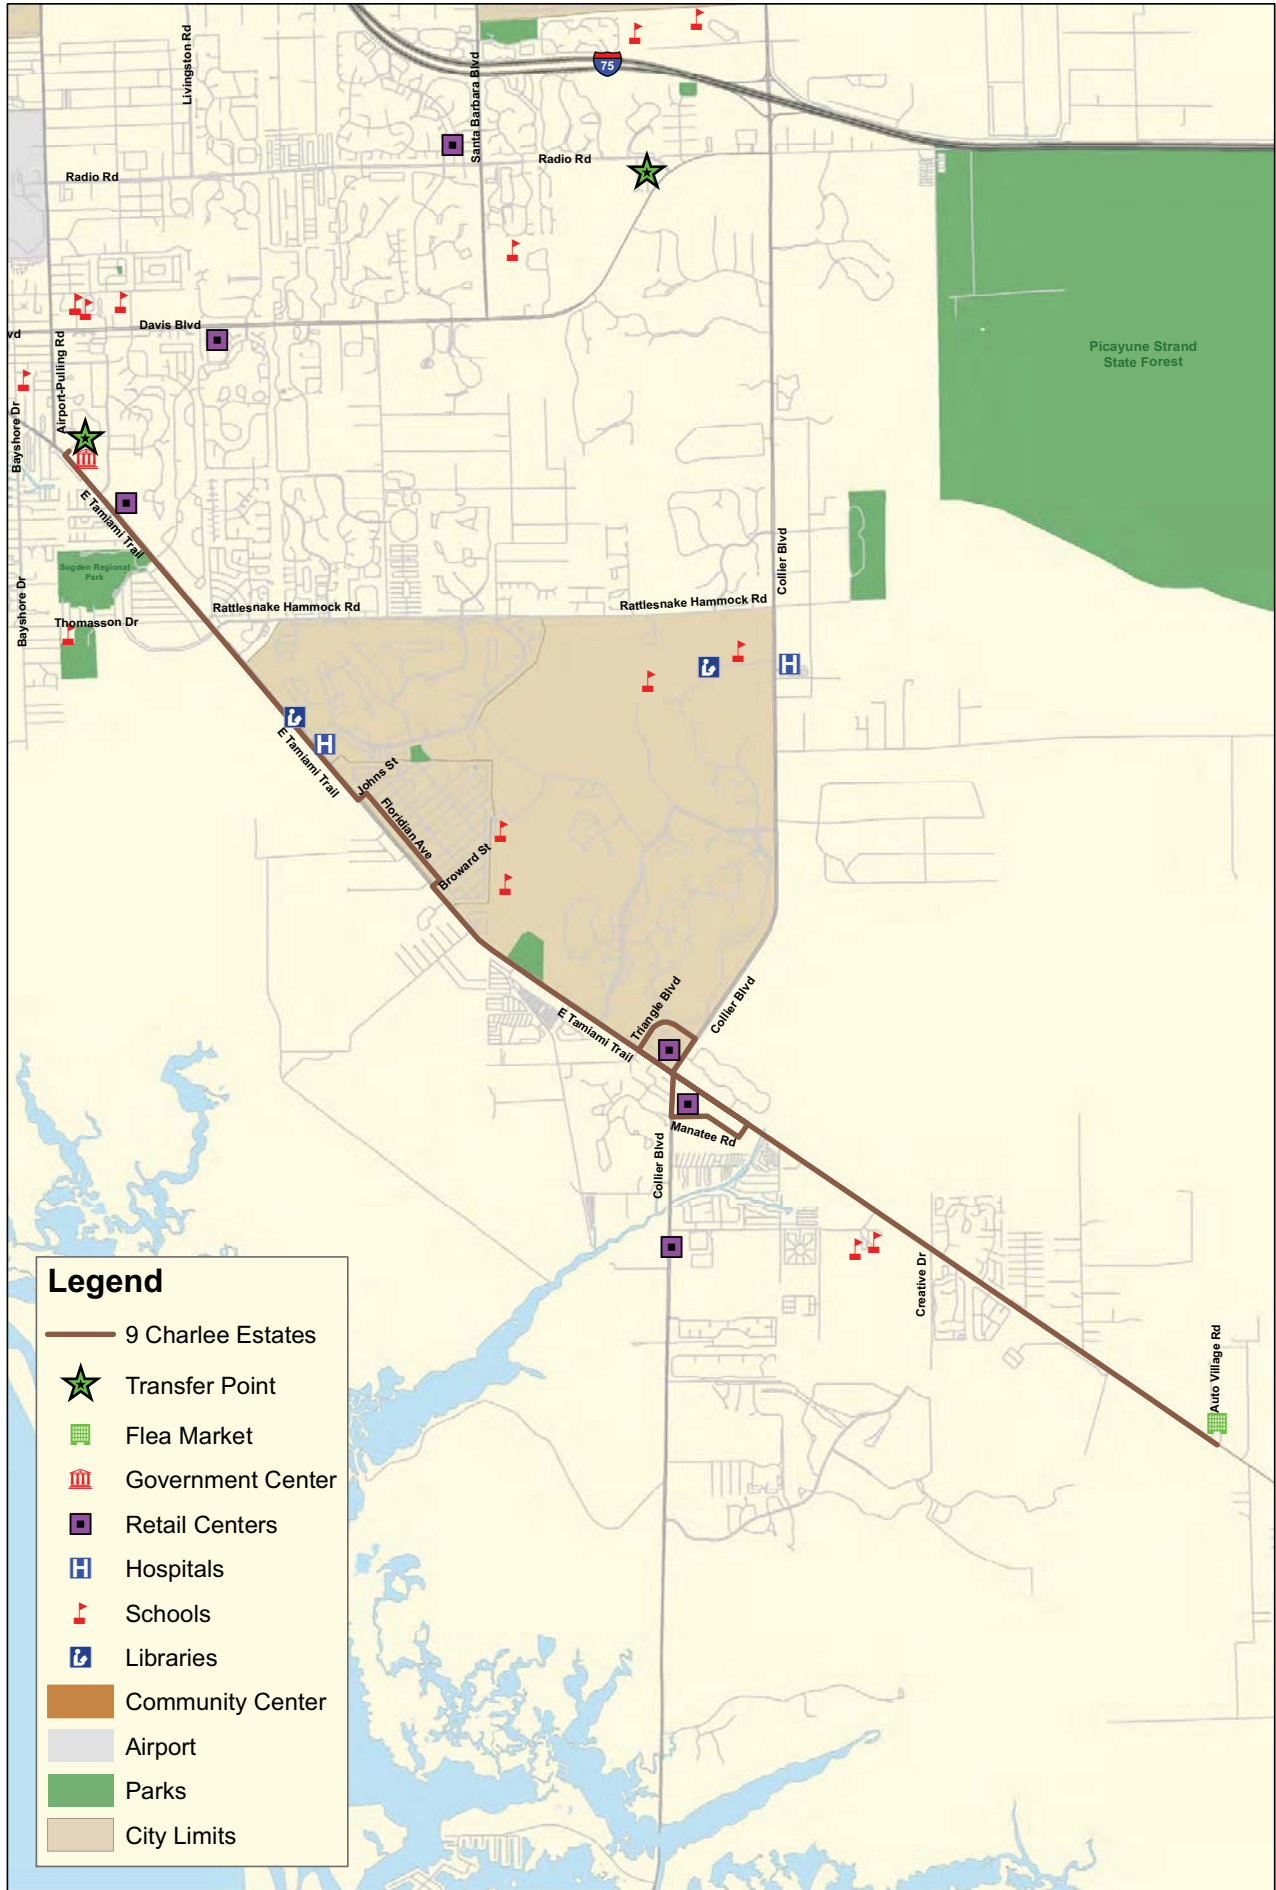 Livingston Rd
Santa Barbara Blvd
75
Radio Rd
Radio Rd
Davis Blvd
vd
Airport-Pulling Rd
Bayshore Dr
Picayune Strand
State Forest
E Tamiami Trail
Sugden Regional
Park
Bayshore Dr
Thomasson Dr
Rattlesnake Hammock Rd
Rattlesnake Hammock Rd
Collier Blvd
H
H
E Tamiami Trail
Johns St
Floridian Ave
Broward St
E Tamiami Trail
Triangle Blvd
Collier Blvd
Manatee Rd
Collier Blvd
Creative Dr
Auto Village Rd
Legend
9 Charlee Estates
Transfer Point
Flea Market
Government Center
Retail Centers
H Hospitals
Schools
Libraries
Community Center
Airport
Parks
City Limits